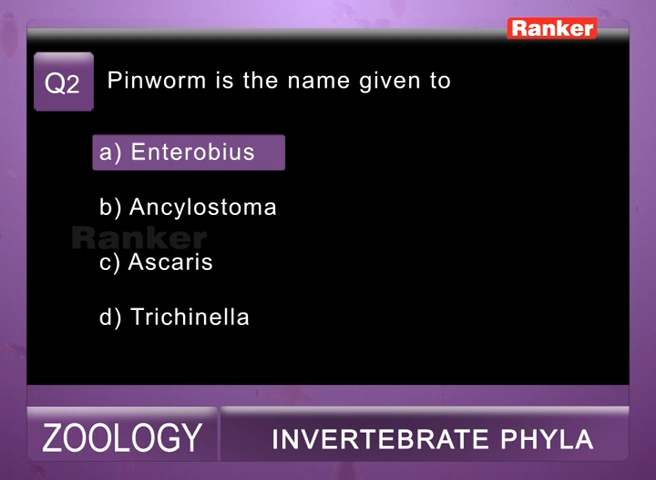 Ranker
Q2 Pinworm is the name given to
a) Enterobius
b) Ancylostoma
Ranker
c) Ascaris
d) Trichinella
ZOOLOGY INVERTEBRATE PHYLA